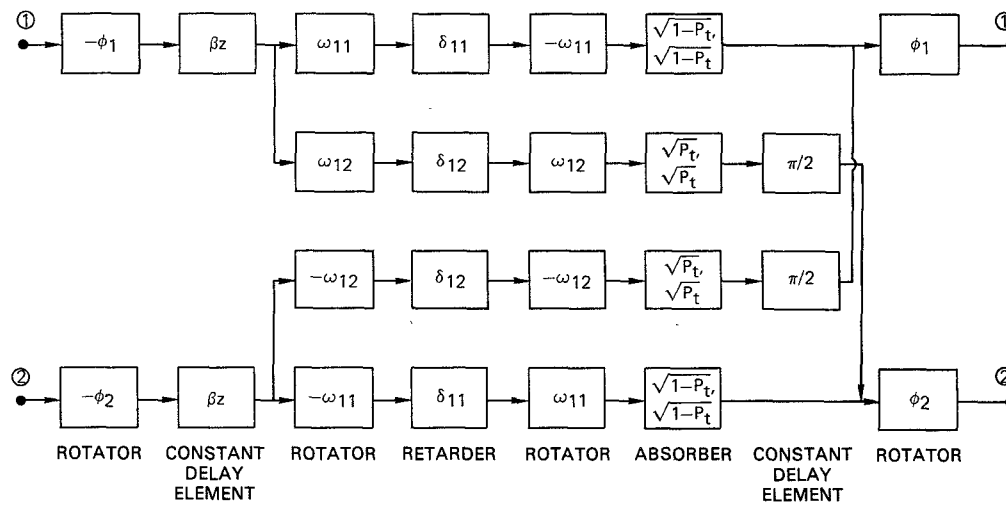 ① ①
−ϕ1 βz ω11 δ11 −ω11 √1−Pt, ϕ1
√1−Pt
ω12 δ12 ω12 √Pt, π/2
√Pt
−ω12 δ12 −ω12 √Pt, π/2
√Pt
② ②
−ϕ2 βz −ω11 δ11 ω11 √1−Pt, ϕ2
√1−Pt
ROTATOR CONSTANT ROTATOR RETARDER ROTATOR ABSORBER CONSTANT ROTATOR
DELAY DELAY
ELEMENT ELEMENT